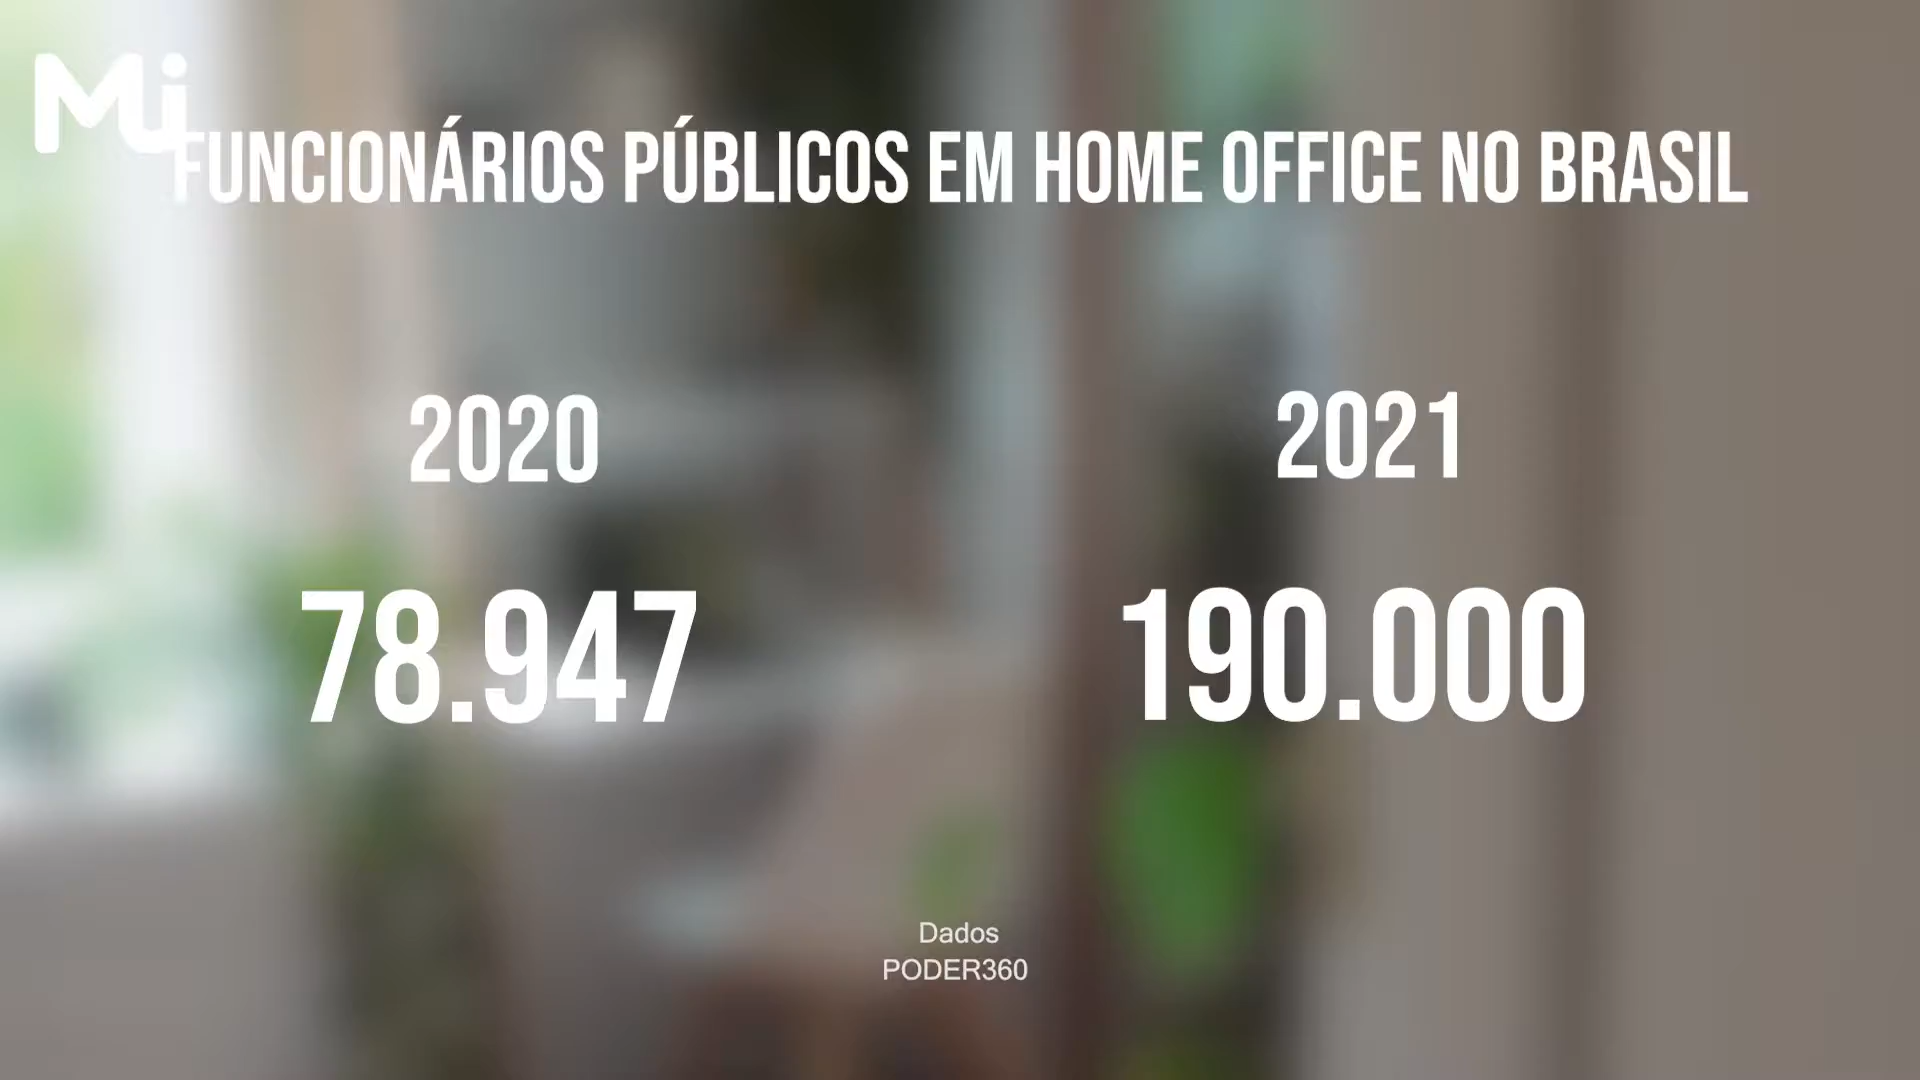 Mi
FUNCIONÁRIOS PÚBLICOS EM HOME OFFICE NO BRASIL
2020
2021
78.947
190.000
Dados
PODER360